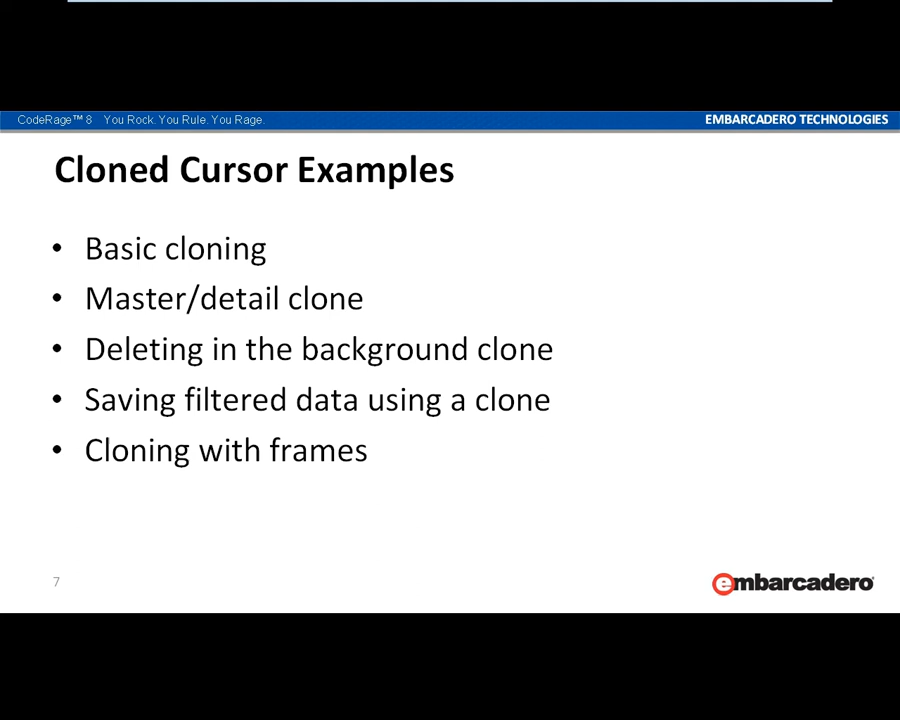 CodeRage™ 8 You Rock. You Rule. You Rage.
EMBARCADERO TECHNOLOGIES
Cloned Cursor Examples
• Basic cloning
• Master/detail clone
• Deleting in the background clone
• Saving filtered data using a clone
• Cloning with frames
7
embarcadero